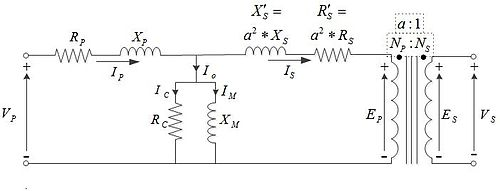 X'S = R'S = a : 1
RP XP a² * XS a² * RS NP : NS
+ IP Io IS + + +
IC IM
VP RC XM EP ES VS
- - - -